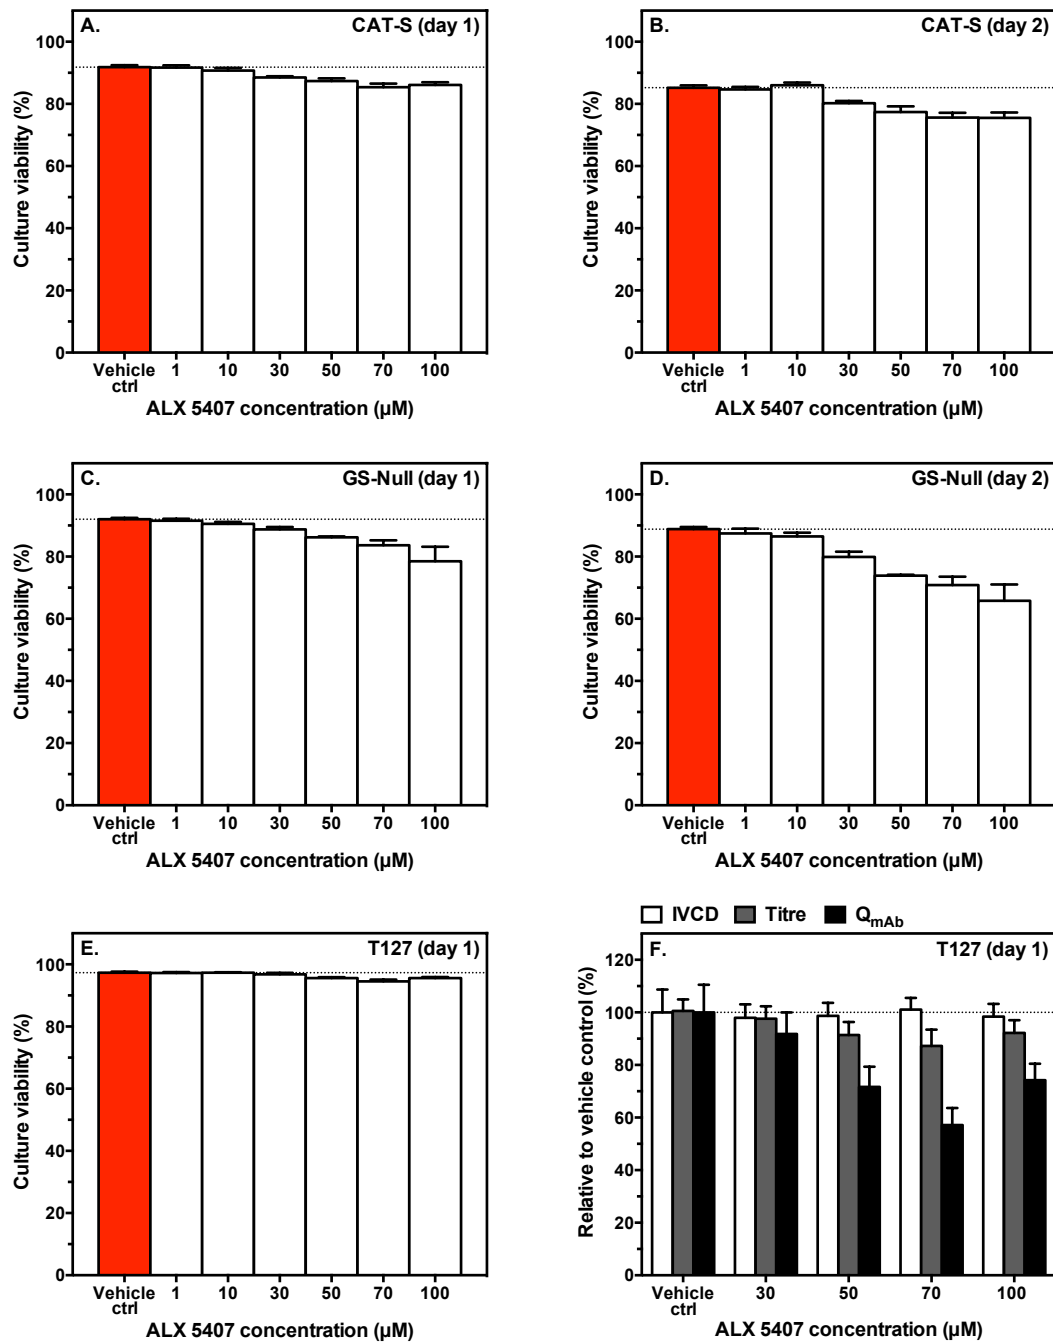 A.
CAT-S (day 1)
Culture viability (%)
100
80
60
40
20
0
Vehicle ctrl
1
10
30
50
70
100
ALX 5407 concentration (µM)
B.
CAT-S (day 2)
Culture viability (%)
100
80
60
40
20
0
Vehicle ctrl
1
10
30
50
70
100
ALX 5407 concentration (µM)
C.
GS-Null (day 1)
Culture viability (%)
100
80
60
40
20
0
Vehicle ctrl
1
10
30
50
70
100
ALX 5407 concentration (µM)
D.
GS-Null (day 2)
Culture viability (%)
100
80
60
40
20
0
Vehicle ctrl
1
10
30
50
70
100
ALX 5407 concentration (µM)
E.
T127 (day 1)
Culture viability (%)
100
80
60
40
20
0
Vehicle ctrl
1
10
30
50
70
100
ALX 5407 concentration (µM)
IVCD
Titre
QmAb
F.
T127 (day 1)
Relative to vehicle control (%)
120
100
80
60
40
20
0
Vehicle ctrl
30
50
70
100
ALX 5407 concentration (µM)